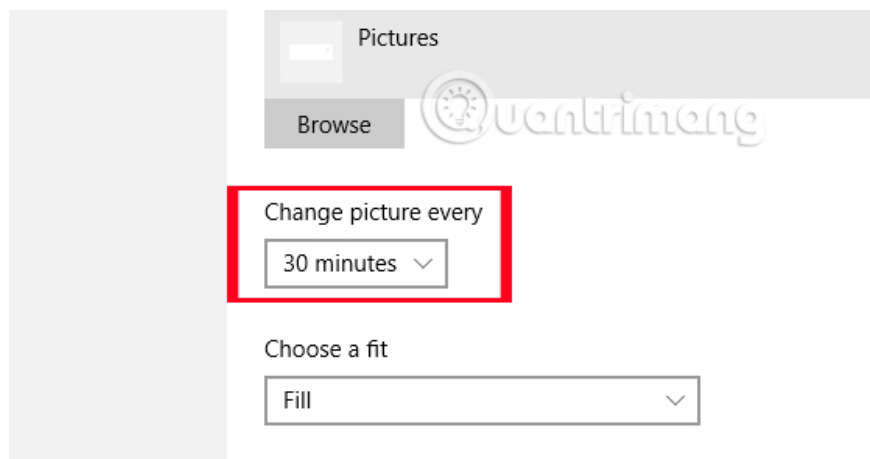 Pictures
Browse
Quantrimang
Change picture every
30 minutes
Choose a fit
Fill